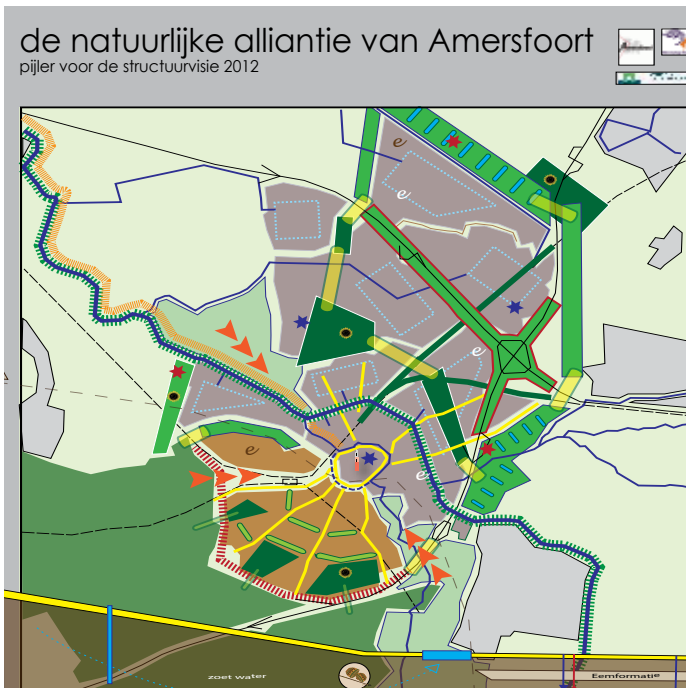 de natuurlijke alliantie van Amersfoort
pijler voor de structuurvisie 2012
e
e
e
e
e
zoet water
Eemformatie